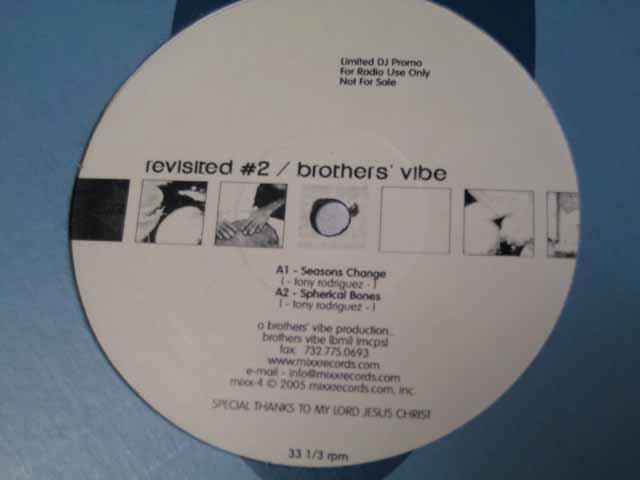 Limited DJ Promo
For Radio Use Only
Not For Sale
revisited #2 / brothers' vibe
A1 - Seasons Change
( - tony rodriguez - )
A2 - Spherical Bones
( - tony rodriguez - )
a brothers' vibe production..
brothers vibe (bmi) (mcps)
fax. 732.775.0693
www.mixxrecords.com
e-mail - info@mixxrecords.com
mixx-4 © 2005 mixxrecords.com, inc.
SPECIAL THANKS TO MY LORD JESUS CHRIST
33 1/3 rpm